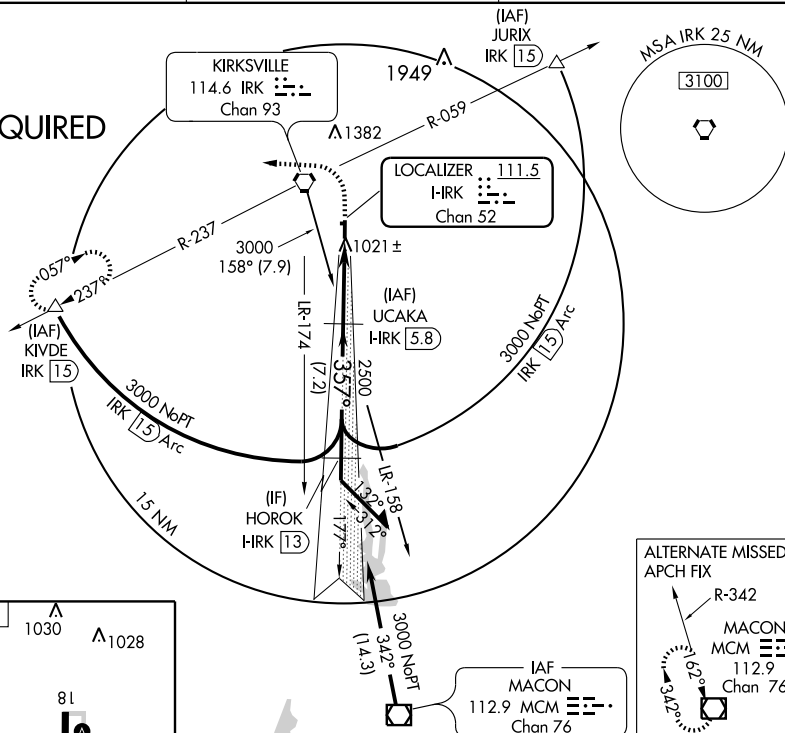 (IAF)
JURIX
IRK 15
MSA IRK 25 NM
3100
KIRKSVILLE
114.6 IRK
Chan 93
1949
QUIRED
R-059
1382
LOCALIZER 111.5
I-IRK
Chan 52
R-237
3000
158° (7.9)
1021±
057°
237°
(IAF)
KIVDE
IRK 15
LR-174
(7.2)
(IAF)
UCAKA
I-IRK 5.8
357°
2500
3000 NoPT
IRK 15 Arc
3000 NoPT
IRK 15 Arc
LR-158
(IF)
HOROK
I-IRK 13
132°
312°
177°
15 NM
3000 NoPT
342°
(14.3)
IAF
MACON
112.9 MCM
Chan 76
ALTERNATE MISSED
APCH FIX
R-342
MACON
MCM
112.9
Chan 76
162°
342°
1030
1028
18
A